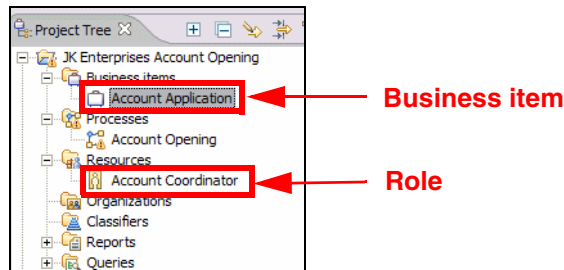 Project Tree
JK Enterprises Account Opening
Business items
Account Application
Business item
Processes
Account Opening
Resources
Account Coordinator
Role
Organizations
Classifiers
Reports
Queries